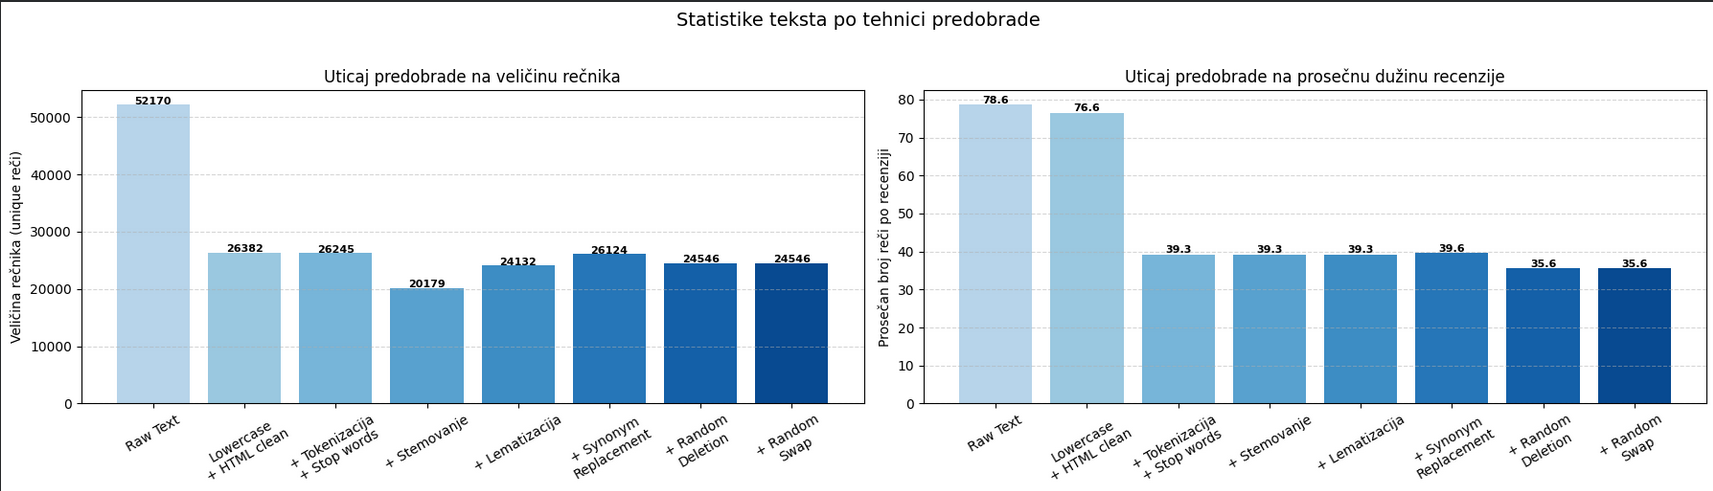 Statistike teksta po tehnici predobrade
Uticaj predobrade na veličinu rečnika
Veličina rečnika (unique reči)
50000
40000
30000
20000
10000
0
52170
26382
26245
20179
24132
26124
24546
24546
Raw Text
Lowercase
+ HTML clean
+ Tokenizacija
+ Stop words
+ Stemovanje
+ Lematizacija
+ Synonym
Replacement
+ Random
Deletion
+ Random
Swap
Uticaj predobrade na prosečnu dužinu recenzije
Prosečan broj reči po recenziji
80
70
60
50
40
30
20
10
0
78.6
76.6
39.3
39.3
39.3
39.6
35.6
35.6
Raw Text
Lowercase
+ HTML clean
+ Tokenizacija
+ Stop words
+ Stemovanje
+ Lematizacija
+ Synonym
Replacement
+ Random
Deletion
+ Random
Swap